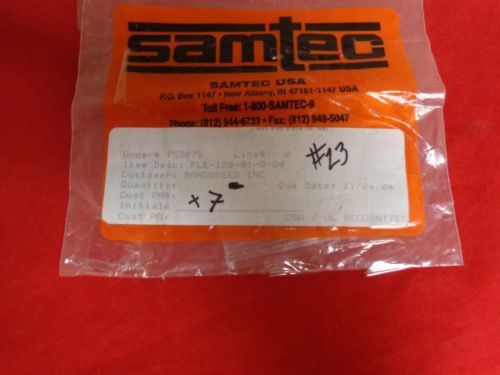 samtec
SAMTEC USA
P.O. Box 1147 • New Albany, IN 47151-1147 USA
Toll Free: 1-800-SAMTEC-9
Phone: (812) 944-6733 • Fax: (812) 948-5047
Order# 753879 Line# 2
#23
Item Desc: FLE-120-01-G-DV
Customer: BANDSPEED INC
Quantity: Due Date: 11/04/04
Cust PN#: x7
Initials
Cust PO: CSA / UL RECOGNIZED